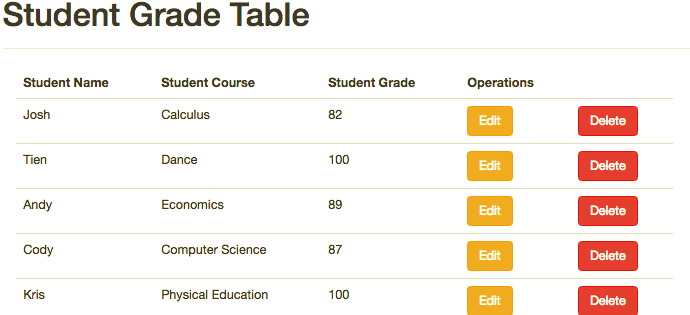 Student Grade Table
Student Name Student Course Student Grade Operations
Josh Calculus 82 Edit Delete
Tien Dance 100 Edit Delete
Andy Economics 89 Edit Delete
Cody Computer Science 87 Edit Delete
Kris Physical Education 100 Edit Delete